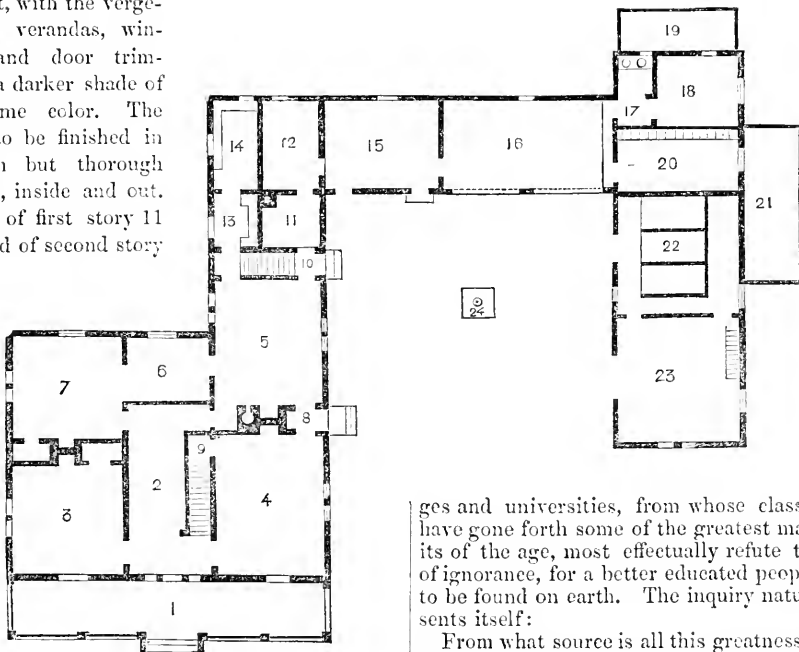 t, with the verge-
verandas, win-
and door trim-
a darker shade of
me color. The
to be finished in
n but thorough
, inside and out.
of first story 11
d of second story
19
18
17
14
12
15
16
20
13
11
21
10
22
24
5
6
7
23
8
9
2
3
4
1
ges and universities, from whose class
have gone forth some of the greatest ma
its of the age, most effectually refute t
of ignorance, for a better educated peop
to be found on earth. The inquiry natu
sents itself:
From what source is all this greatness